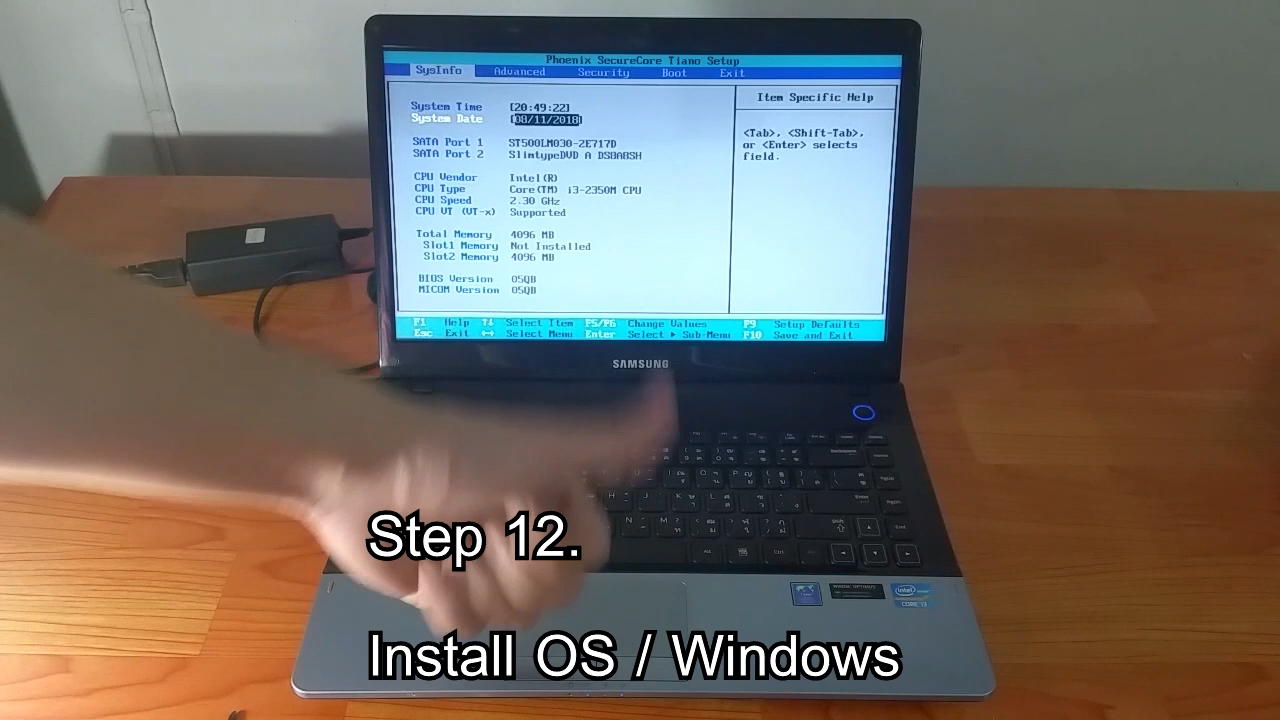 Phoenix SecureCore Tiano Setup
SysInfo Advanced Security Boot Exit
Item Specific Help
System Time [20:49:22]
System Date [08/11/2018]
<Tab>, <Shift-Tab>,
or <Enter> selects
field.
SATA Port 1 ST500LM030-2E717D
SATA Port 2 SlimtypeDVD A DS8A8SH
CPU Vendor Intel(R)
CPU Type Core(TM) i3-2350M CPU
CPU Speed 2.30 GHz
CPU VT (VT-x) Supported
Total Memory 4096 MB
Slot1 Memory Not Installed
Slot2 Memory 4096 MB
BIOS Version 05QB
MICOM Version 05QB
F1 Help ↑↓ Select Item F5/F6 Change Values F9 Setup Defaults
Esc Exit ↔ Select Menu Enter Select ▸ Sub-Menu F10 Save and Exit
SAMSUNG
Step 12.
intel
CORE i3
Install OS / Windows